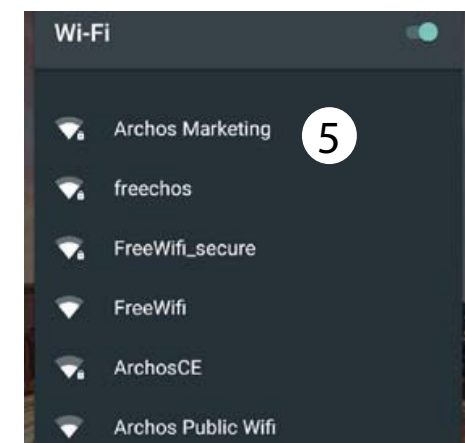 Wi-Fi
Archos Marketing
5
freechos
FreeWifi_secure
FreeWifi
ArchosCE
Archos Public Wifi